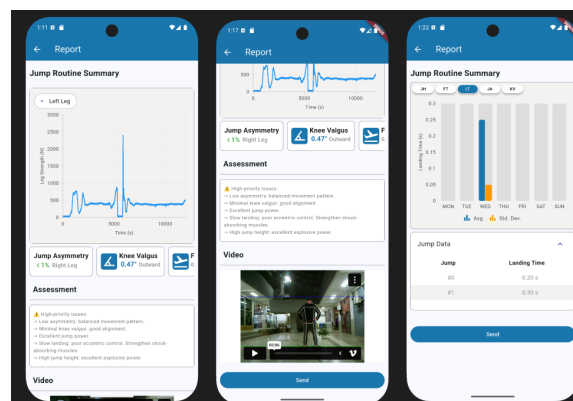 1:11
Report
Jump Routine Summary
Left Leg
3000
2500
2000
1500
1000
500
0
Leg Strength (N)
0
5000
10000
Time (s)
Jump Asymmetry
<1% Right Leg
Knee Valgus
0.47° Outward
F
0
Assessment
High-priority issues:
-> Low asymmetry: balanced movement pattern.
-> Minimal knee valgus: good alignment.
-> Excellent jump power.
-> Slow landing: poor eccentric control. Strengthen shock-
absorbing muscles.
-> High jump height: excellent explosive power.
Video
1:17
Report
500
0
0
5000
10000
Time (s)
Jump Asymmetry
<1% Right Leg
Knee Valgus
0.47° Outward
F
0
Assessment
High-priority issues:
-> Low asymmetry: balanced movement pattern.
-> Minimal knee valgus: good alignment.
-> Excellent jump power.
-> Slow landing: poor eccentric control. Strengthen shock-
absorbing muscles.
-> High jump height: excellent explosive power.
Video
02:06
Send
1:22
Report
Jump Routine Summary
JH
FT
LT
JA
KV
0.3
0.25
0.2
0.15
0.1
0.05
0
Landing Time (s)
MON
TUE
WED
THU
FRI
SAT
SUN
Avg.
Std. Dev.
Jump Data
Jump
Landing Time
#0
0.20 s
#1
0.30 s
Send